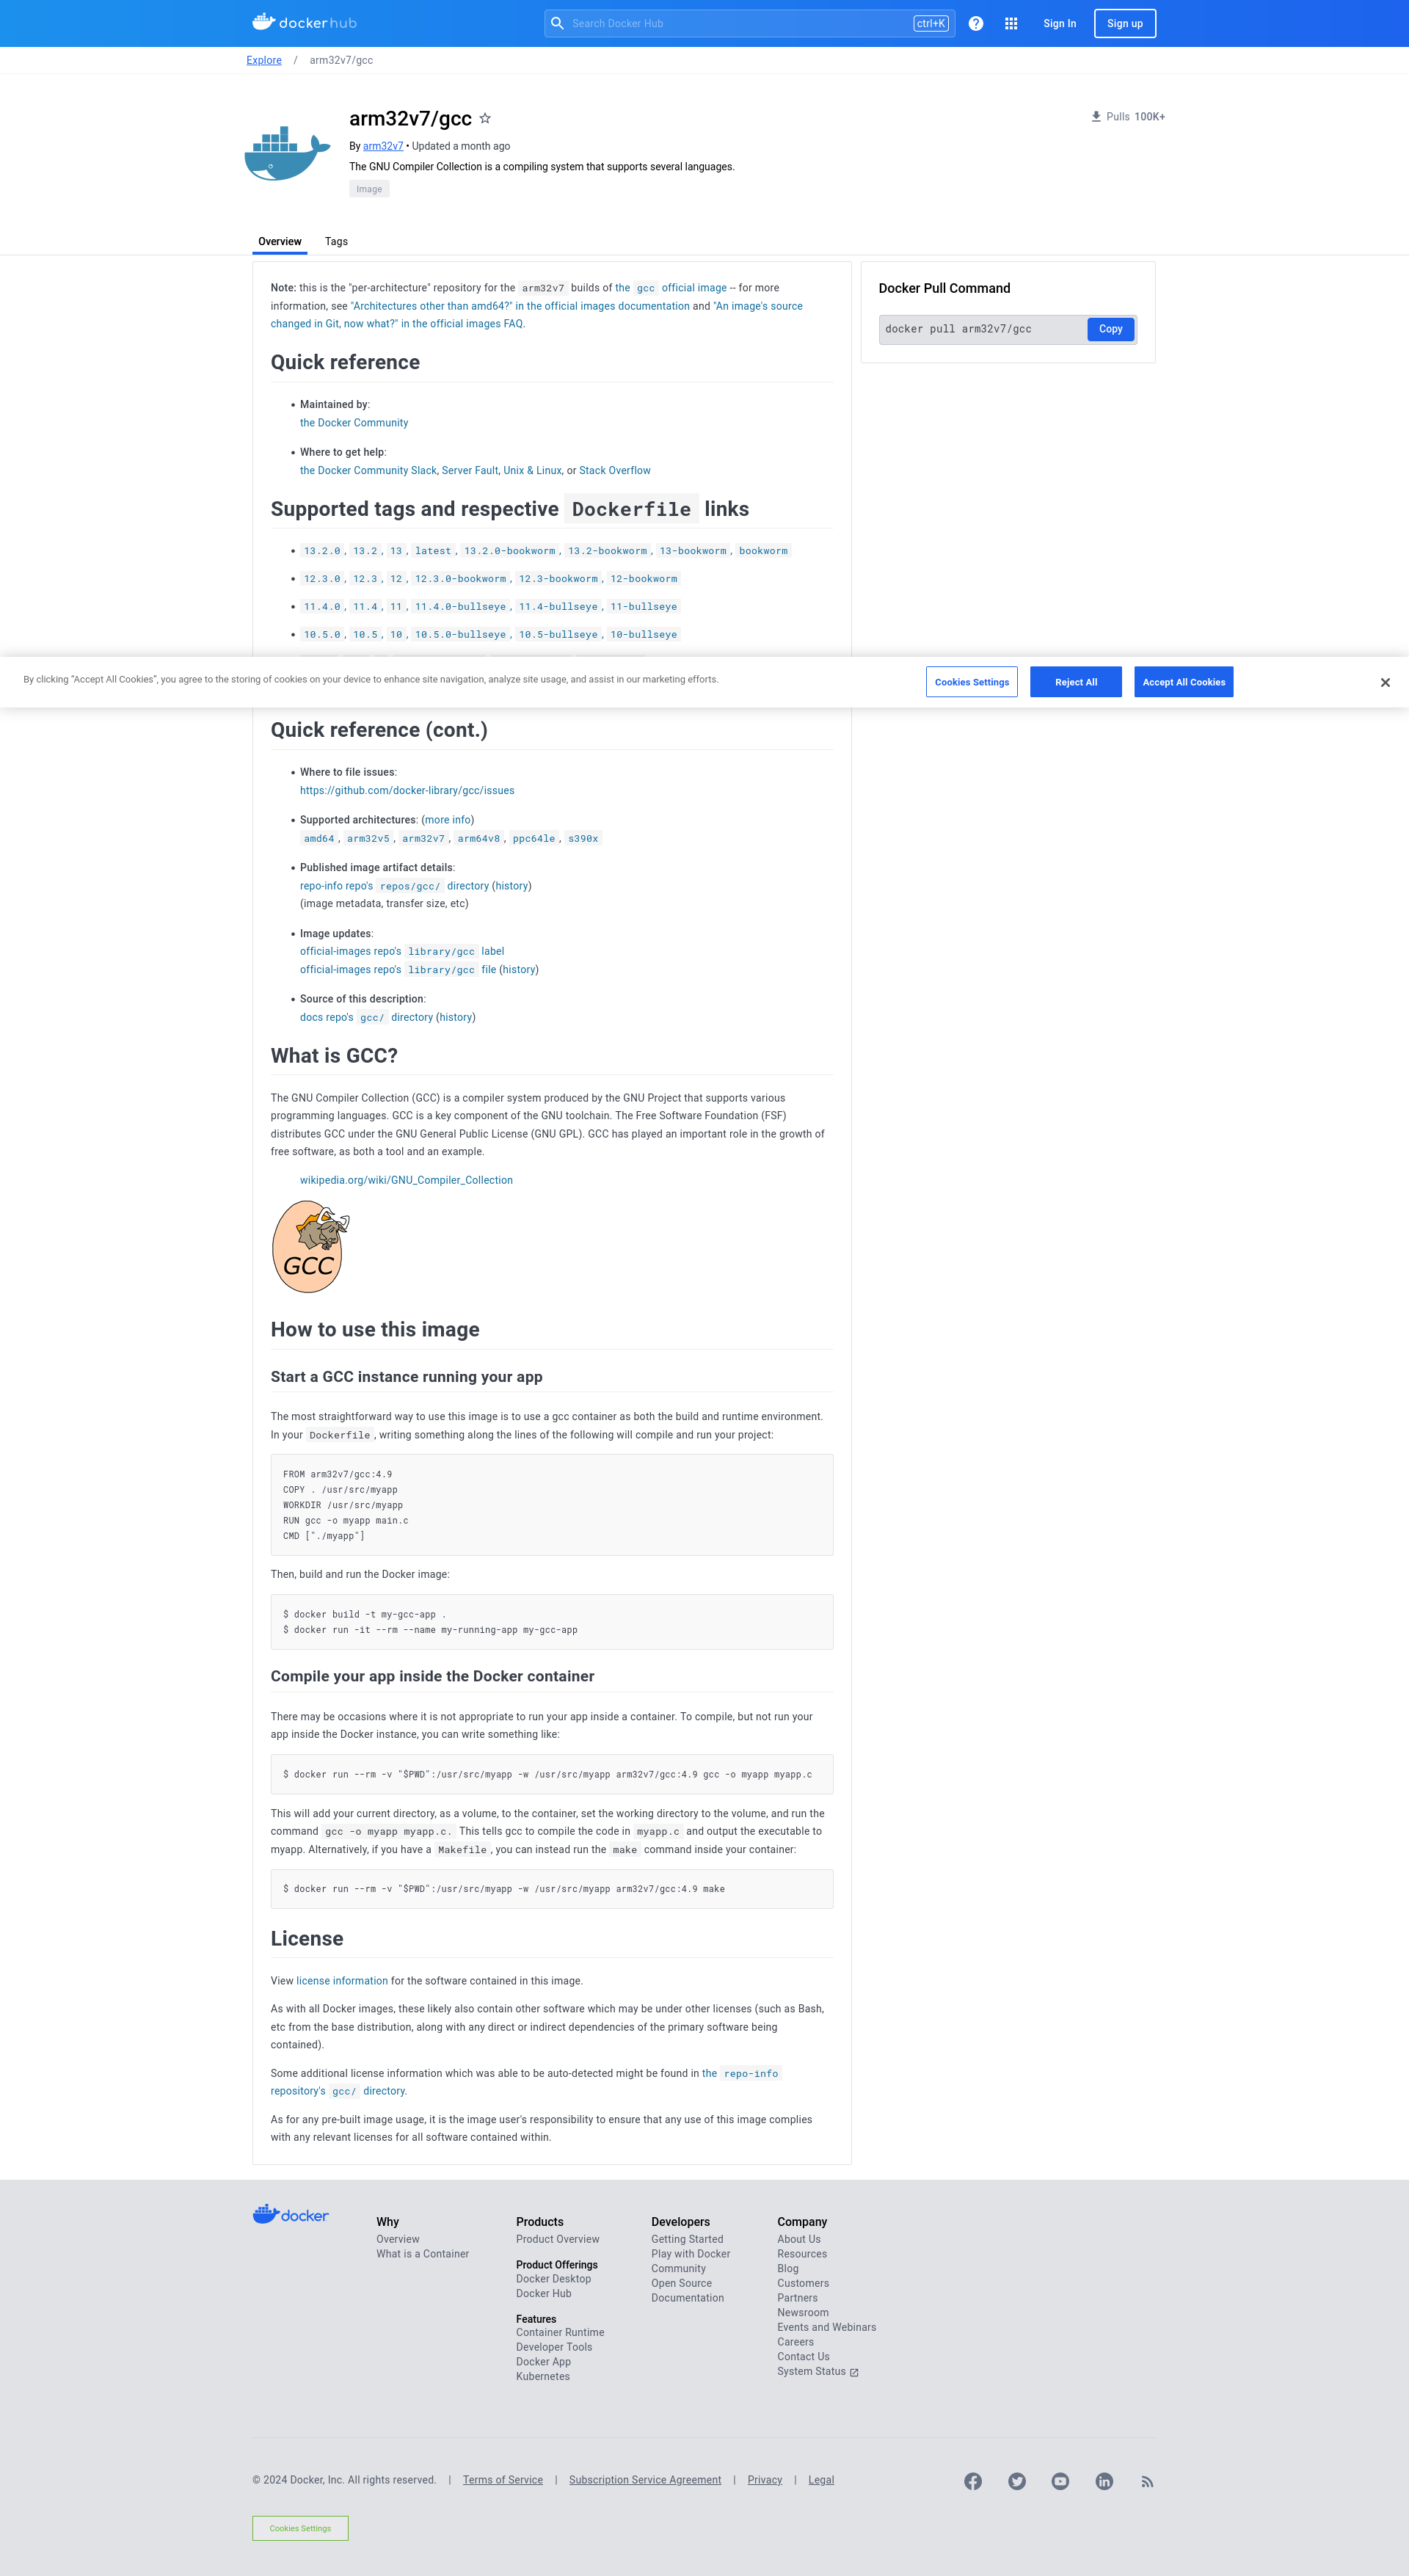 docker hub
Search Docker Hub
ctrl+K
Sign In
Sign up
Explore / arm32v7/gcc
arm32v7/gcc
Pulls 100K+
By arm32v7 • Updated a month ago
The GNU Compiler Collection is a compiling system that supports several languages.
Image
Overview
Tags
Note: this is the "per-architecture" repository for the arm32v7 builds of the gcc official image -- for more
information, see "Architectures other than amd64?" in the official images documentation and "An image's source
changed in Git, now what?" in the official images FAQ.
Docker Pull Command
docker pull arm32v7/gcc
Copy
Quick reference
• Maintained by:
the Docker Community
• Where to get help:
the Docker Community Slack, Server Fault, Unix & Linux, or Stack Overflow
Supported tags and respective Dockerfile links
• 13.2.0, 13.2, 13, latest, 13.2.0-bookworm, 13.2-bookworm, 13-bookworm, bookworm
• 12.3.0, 12.3, 12, 12.3.0-bookworm, 12.3-bookworm, 12-bookworm
• 11.4.0, 11.4, 11, 11.4.0-bullseye, 11.4-bullseye, 11-bullseye
• 10.5.0, 10.5, 10, 10.5.0-bullseye, 10.5-bullseye, 10-bullseye
By clicking “Accept All Cookies”, you agree to the storing of cookies on your device to enhance site navigation, analyze site usage, and assist in our marketing efforts.
Cookies Settings
Reject All
Accept All Cookies
Quick reference (cont.)
• Where to file issues:
https://github.com/docker-library/gcc/issues
• Supported architectures: (more info)
amd64, arm32v5, arm32v7, arm64v8, ppc64le, s390x
• Published image artifact details:
repo-info repo's repos/gcc/ directory (history)
(image metadata, transfer size, etc)
• Image updates:
official-images repo's library/gcc label
official-images repo's library/gcc file (history)
• Source of this description:
docs repo's gcc/ directory (history)
What is GCC?
The GNU Compiler Collection (GCC) is a compiler system produced by the GNU Project that supports various
programming languages. GCC is a key component of the GNU toolchain. The Free Software Foundation (FSF)
distributes GCC under the GNU General Public License (GNU GPL). GCC has played an important role in the growth of
free software, as both a tool and an example.
wikipedia.org/wiki/GNU_Compiler_Collection
GCC
How to use this image
Start a GCC instance running your app
The most straightforward way to use this image is to use a gcc container as both the build and runtime environment.
In your Dockerfile, writing something along the lines of the following will compile and run your project:
FROM arm32v7/gcc:4.9
COPY . /usr/src/myapp
WORKDIR /usr/src/myapp
RUN gcc -o myapp main.c
CMD ["./myapp"]
Then, build and run the Docker image:
$ docker build -t my-gcc-app .
$ docker run -it --rm --name my-running-app my-gcc-app
Compile your app inside the Docker container
There may be occasions where it is not appropriate to run your app inside a container. To compile, but not run your
app inside the Docker instance, you can write something like:
$ docker run --rm -v "$PWD":/usr/src/myapp -w /usr/src/myapp arm32v7/gcc:4.9 gcc -o myapp myapp.c
This will add your current directory, as a volume, to the container, set the working directory to the volume, and run the
command gcc -o myapp myapp.c. This tells gcc to compile the code in myapp.c and output the executable to
myapp. Alternatively, if you have a Makefile, you can instead run the make command inside your container:
$ docker run --rm -v "$PWD":/usr/src/myapp -w /usr/src/myapp arm32v7/gcc:4.9 make
License
View license information for the software contained in this image.
As with all Docker images, these likely also contain other software which may be under other licenses (such as Bash,
etc from the base distribution, along with any direct or indirect dependencies of the primary software being
contained).
Some additional license information which was able to be auto-detected might be found in the repo-info
repository's gcc/ directory.
As for any pre-built image usage, it is the image user's responsibility to ensure that any use of this image complies
with any relevant licenses for all software contained within.
docker
Why
Overview
What is a Container
Products
Product Overview
Product Offerings
Docker Desktop
Docker Hub
Features
Container Runtime
Developer Tools
Docker App
Kubernetes
Developers
Getting Started
Play with Docker
Community
Open Source
Documentation
Company
About Us
Resources
Blog
Customers
Partners
Newsroom
Events and Webinars
Careers
Contact Us
System Status
© 2024 Docker, Inc. All rights reserved. | Terms of Service | Subscription Service Agreement | Privacy | Legal
Cookies Settings